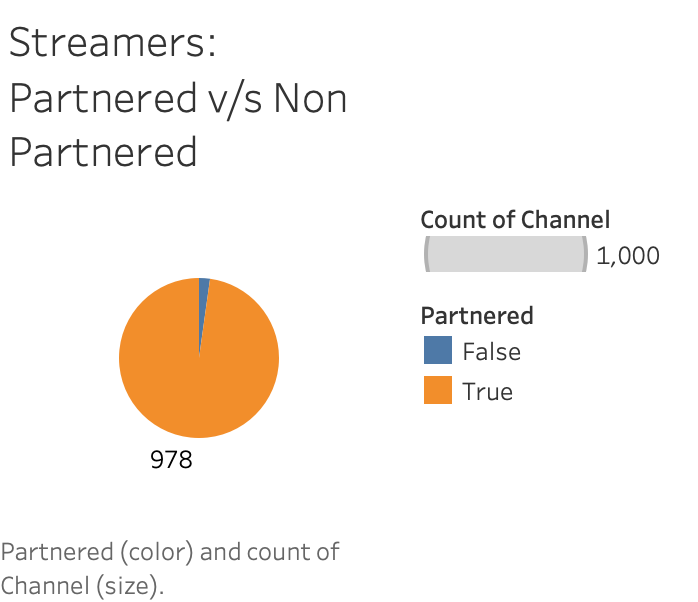 Streamers:
Partnered v/s Non
Partnered
Count of Channel
1,000
Partnered
False
True
978
Partnered (color) and count of
Channel (size).